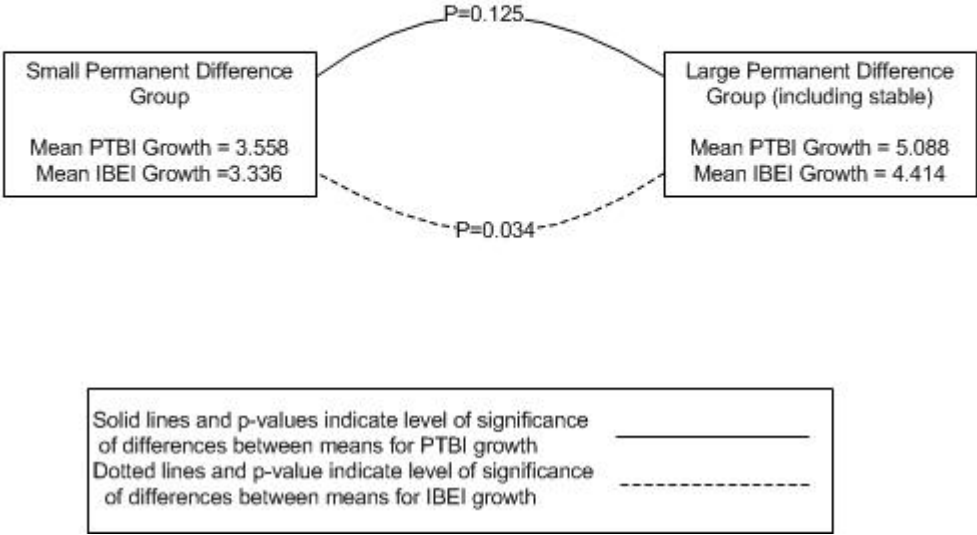 P=0.125
Small Permanent Difference
Group
Mean PTBI Growth = 3.558
Mean IBEI Growth =3.336
Large Permanent Difference
Group (including stable)
Mean PTBI Growth = 5.088
Mean IBEI Growth = 4.414
P=0.034
Solid lines and p-values indicate level of significance
of differences between means for PTBI growth
Dotted lines and p-value indicate level of significance
of differences between means for IBEI growth